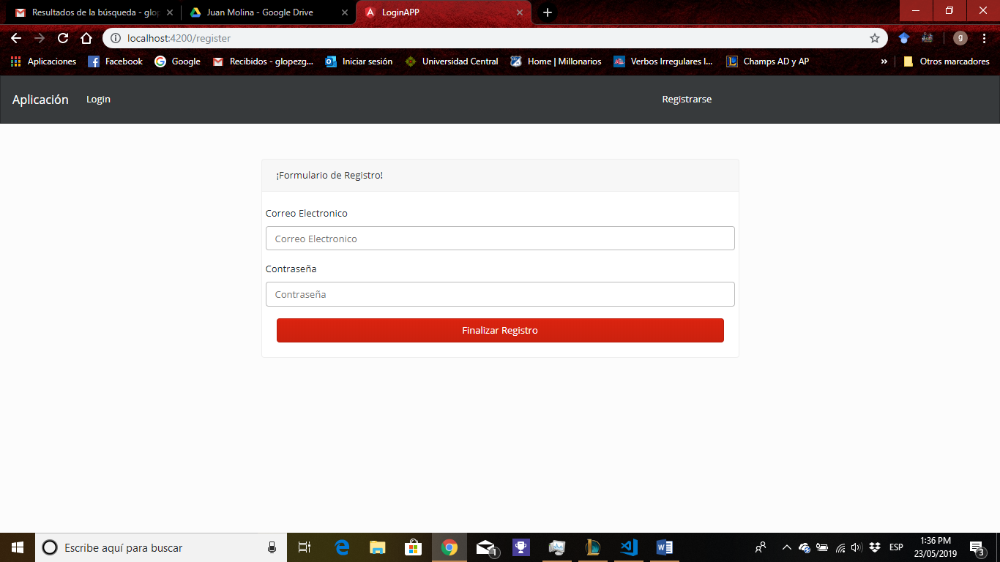 Resultados de la búsqueda - glop
Juan Molina - Google Drive
LoginAPP
localhost:4200/register
g
Aplicaciones
Facebook
Google
Recibidos - glopezg...
Iniciar sesión
Universidad Central
Home | Millonarios
Verbos Irregulares I...
Champs AD y AP
»
Otros marcadores
Aplicación
Login
Registrarse
¡Formulario de Registro!
Correo Electronico
Correo Electronico
Contraseña
Contraseña
Finalizar Registro
Escribe aquí para buscar
1
ESP
1:36 PM
23/05/2019
3